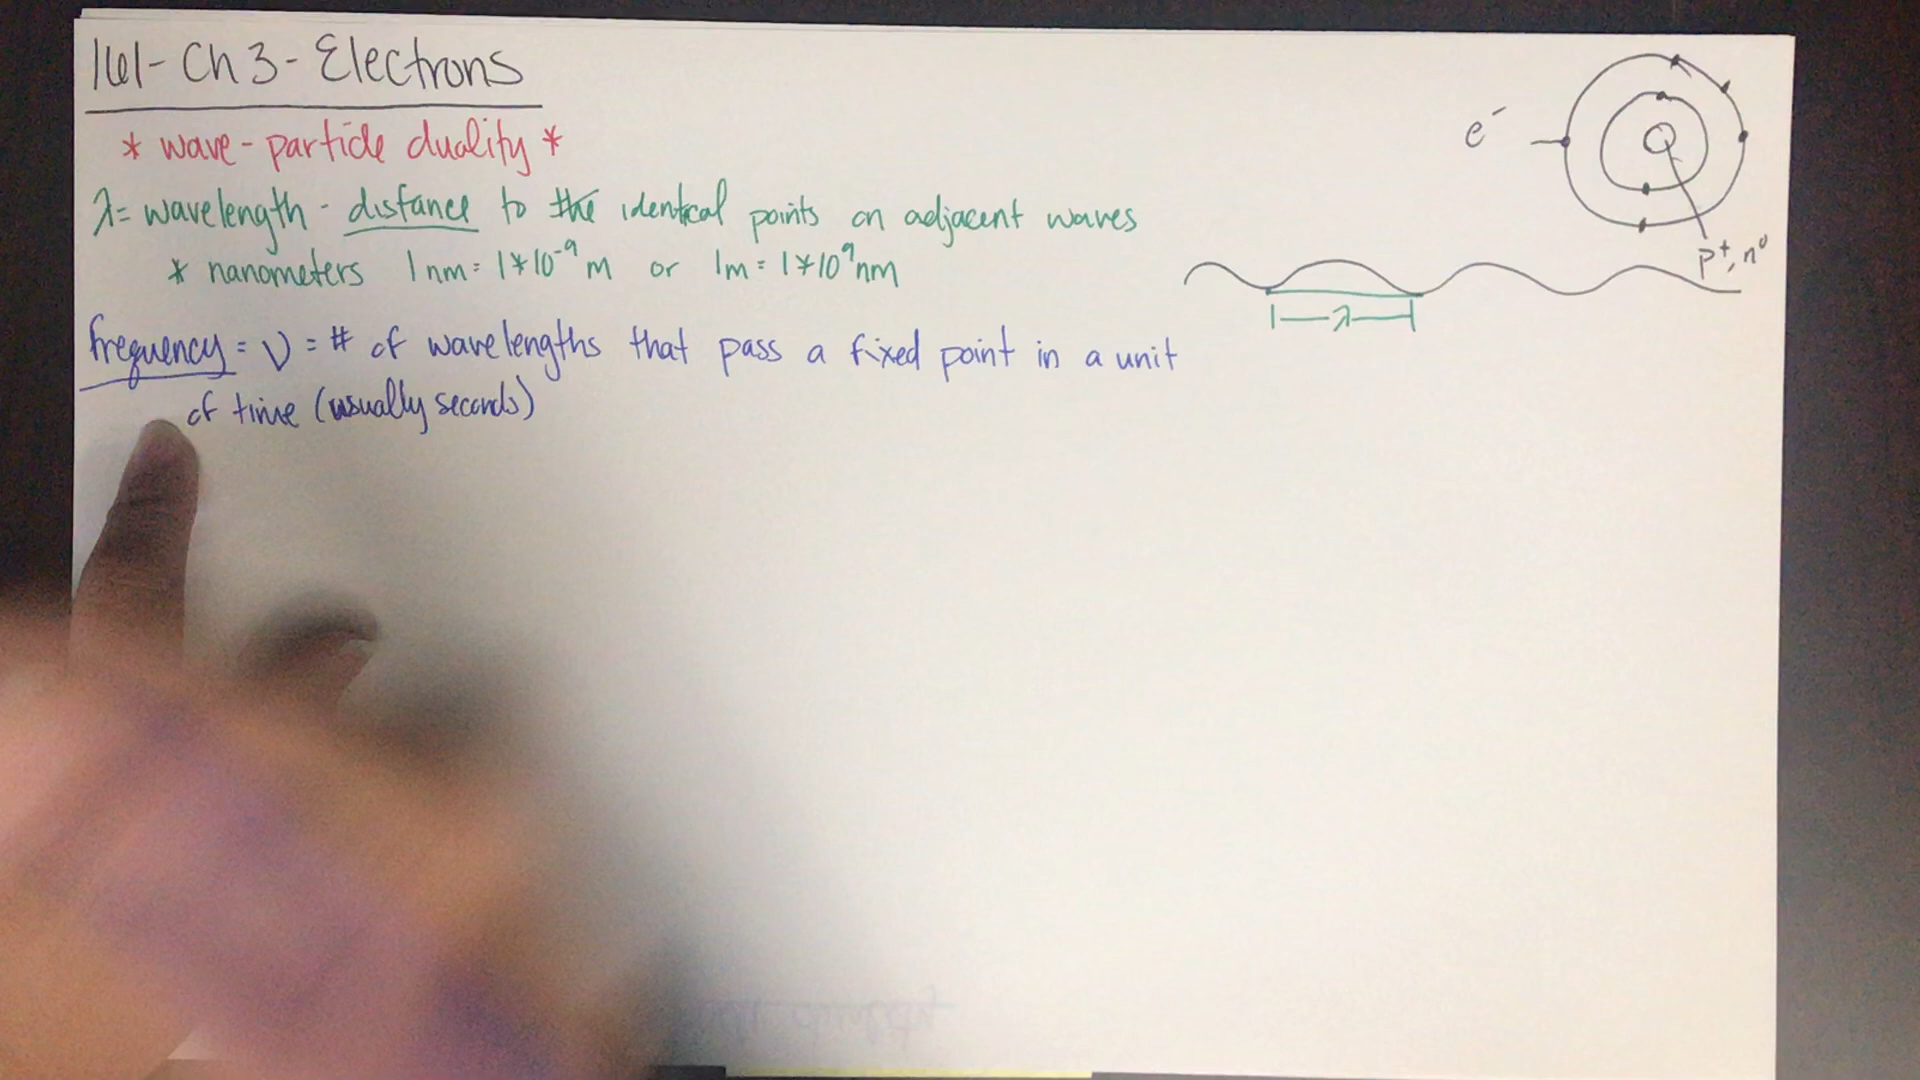 161- Ch 3- Electrons
* wave-particle duality *
λ= wavelength - distance to the identical points on adjacent waves
* nanometers 1 nm = 1*10⁻⁹ m or 1m = 1*10⁹ nm
frequency = ν = # of wavelengths that pass a fixed point in a unit
of time (usually seconds)
e⁻
p⁺, n⁰
λ